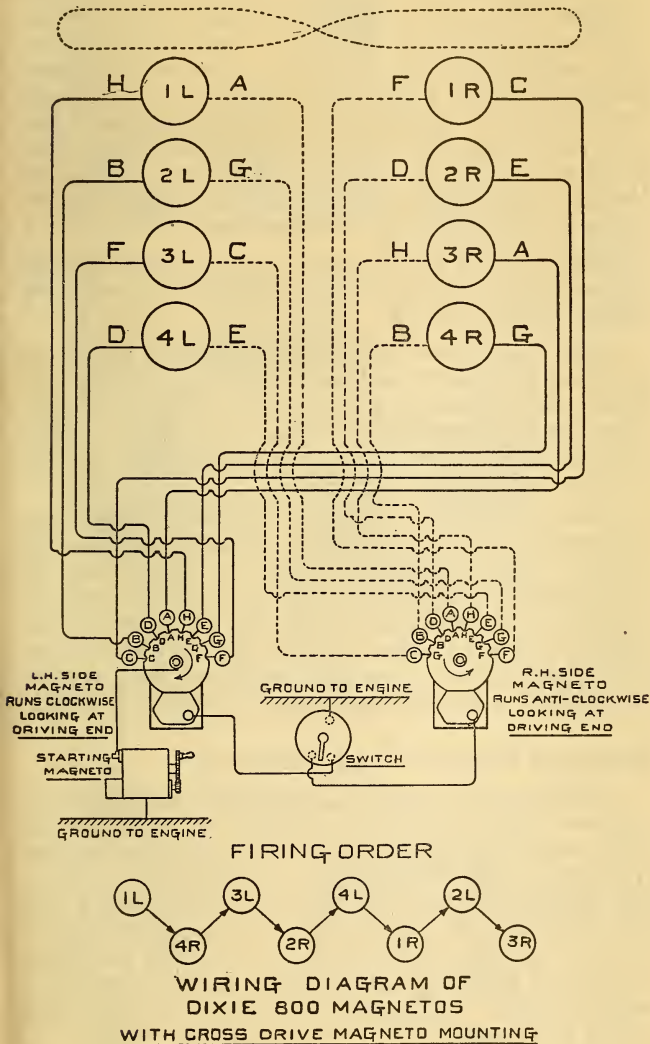 H 1L A F 1R C
B 2L G D 2R E
F 3L C H 3R A
D 4L E B 4R G
C B D A H E G F
C B D A H E G F
C B D A H E G F
L.H. SIDE
MAGNETO
RUNS CLOCKWISE
LOOKING AT
DRIVING END
GROUND TO ENGINE
R.H. SIDE
MAGNETO
RUNS ANTI-CLOCKWISE
LOOKING AT
DRIVING END
STARTING
MAGNETO
SWITCH
GROUND TO ENGINE.
FIRING ORDER
1L 3L 4L 2L
4R 2R 1R 3R
WIRING DIAGRAM OF
DIXIE 800 MAGNETOS
WITH CROSS DRIVE MAGNETO MOUNTING